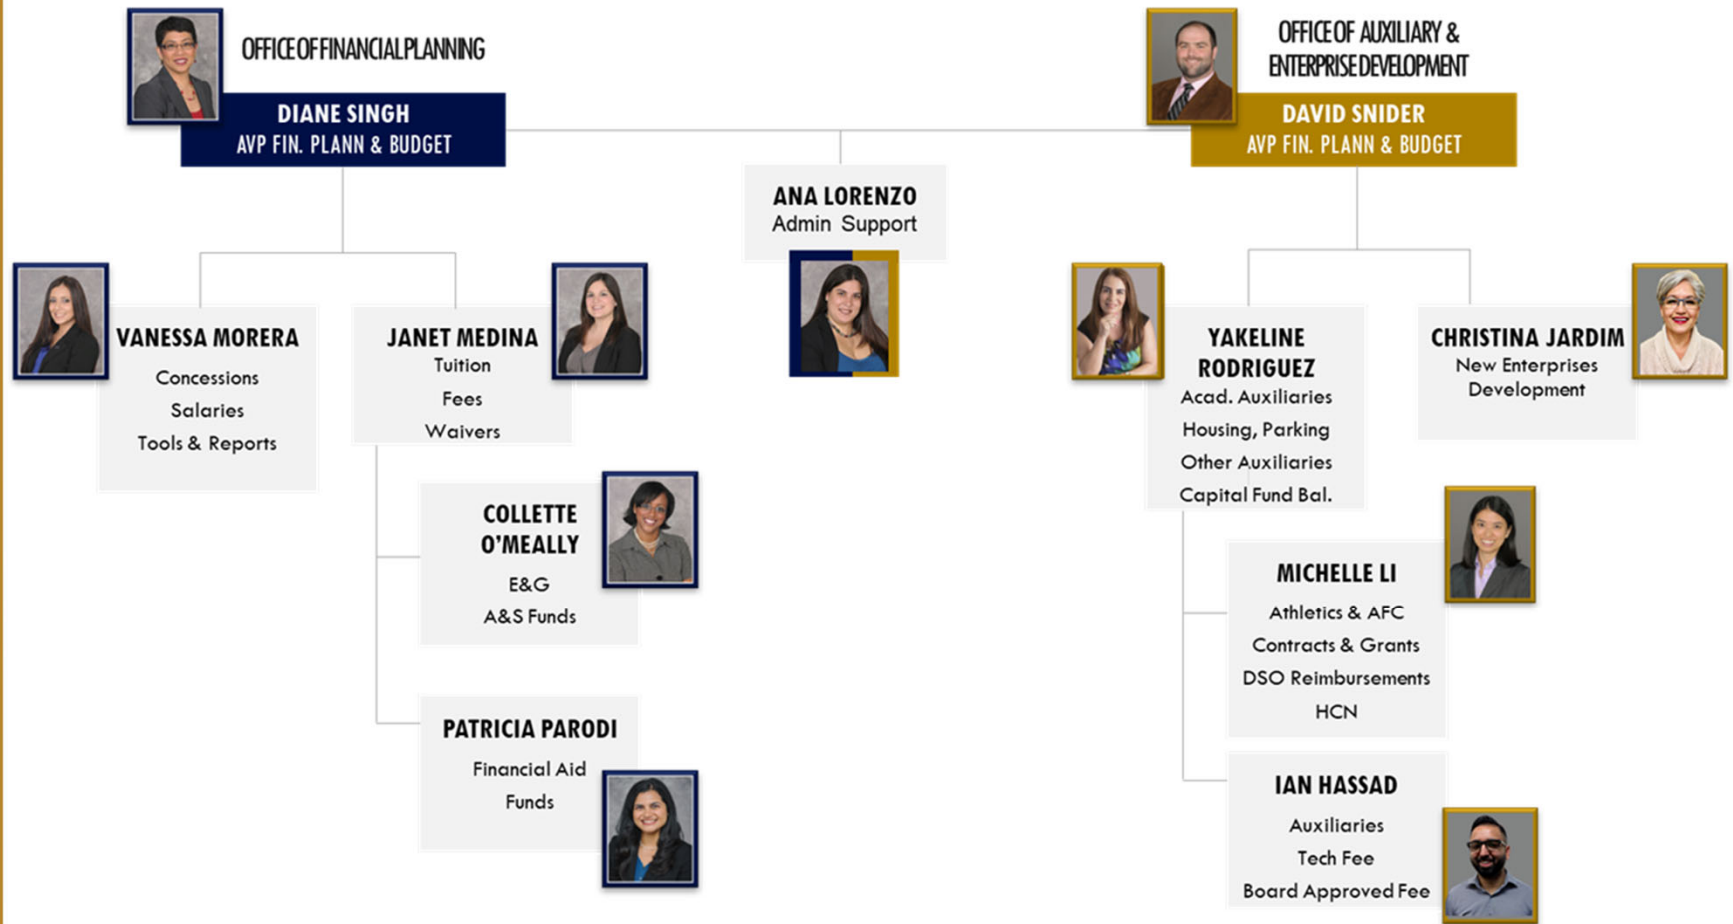 OFFICE OF FINANCIAL PLANNING
DIANE SINGH
AVP FIN. PLANN & BUDGET
OFFICE OF AUXILIARY &
ENTERPRISE DEVELOPMENT
DAVID SNIDER
AVP FIN. PLANN & BUDGET
ANA LORENZO
Admin Support
VANESSA MORERA
Concessions
Salaries
Tools & Reports
JANET MEDINA
Tuition
Fees
Waivers
COLLETTE
O'MEALLY
E&G
A&S Funds
PATRICIA PARODI
Financial Aid
Funds
YAKELINE
RODRIGUEZ
Acad. Auxiliaries
Housing, Parking
Other Auxiliaries
Capital Fund Bal.
CHRISTINA JARDIM
New Enterprises
Development
MICHELLE LI
Athletics & AFC
Contracts & Grants
DSO Reimbursements
HCN
IAN HASSAD
Auxiliaries
Tech Fee
Board Approved Fee